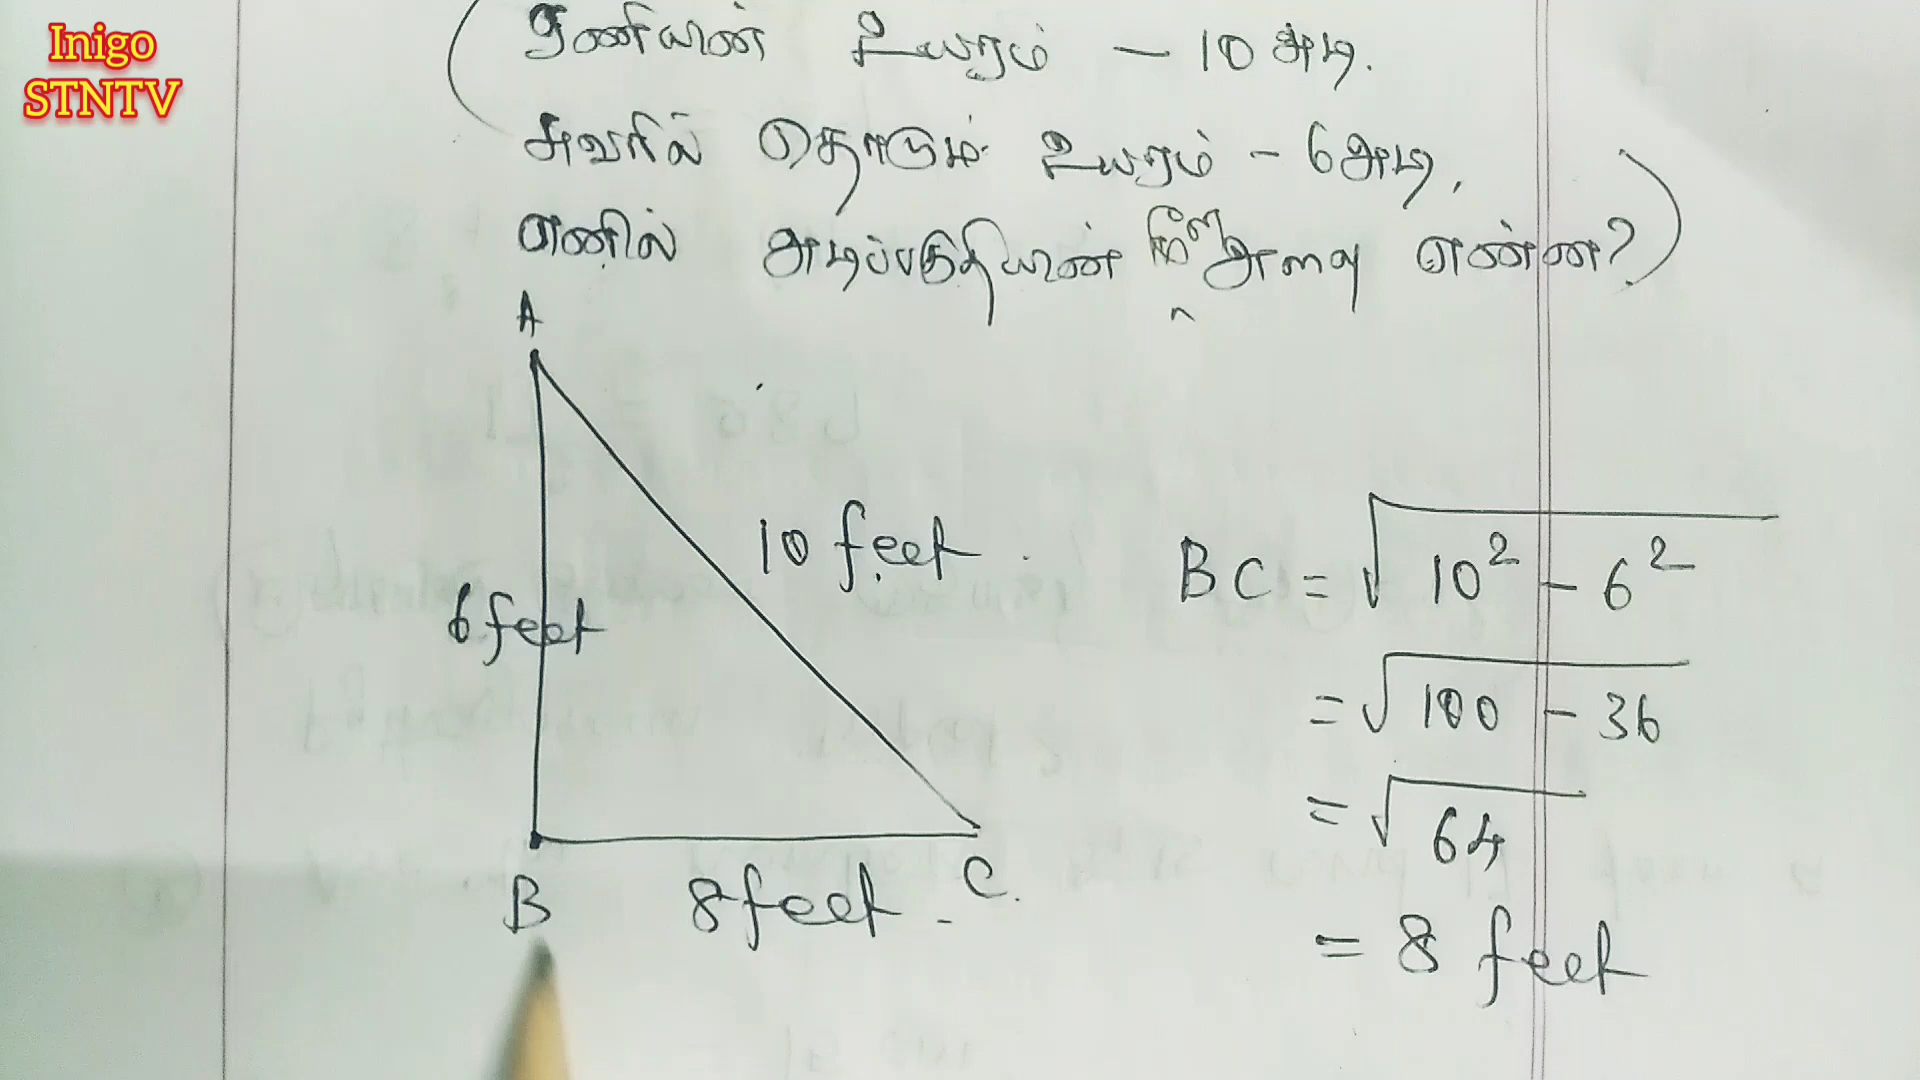 Inigo
STNTV
ஏணியின் உயரம் - 10 அடி.
சுவரில் தொடும் உயரம் - 6 அடி,
எனில் அடிப்பகுதியின் நீள அளவு என்ன?
A
10 feet
6 feet
B
8 feet
C
BC = √10² - 6²
= √100 - 36
= √64
= 8 feet